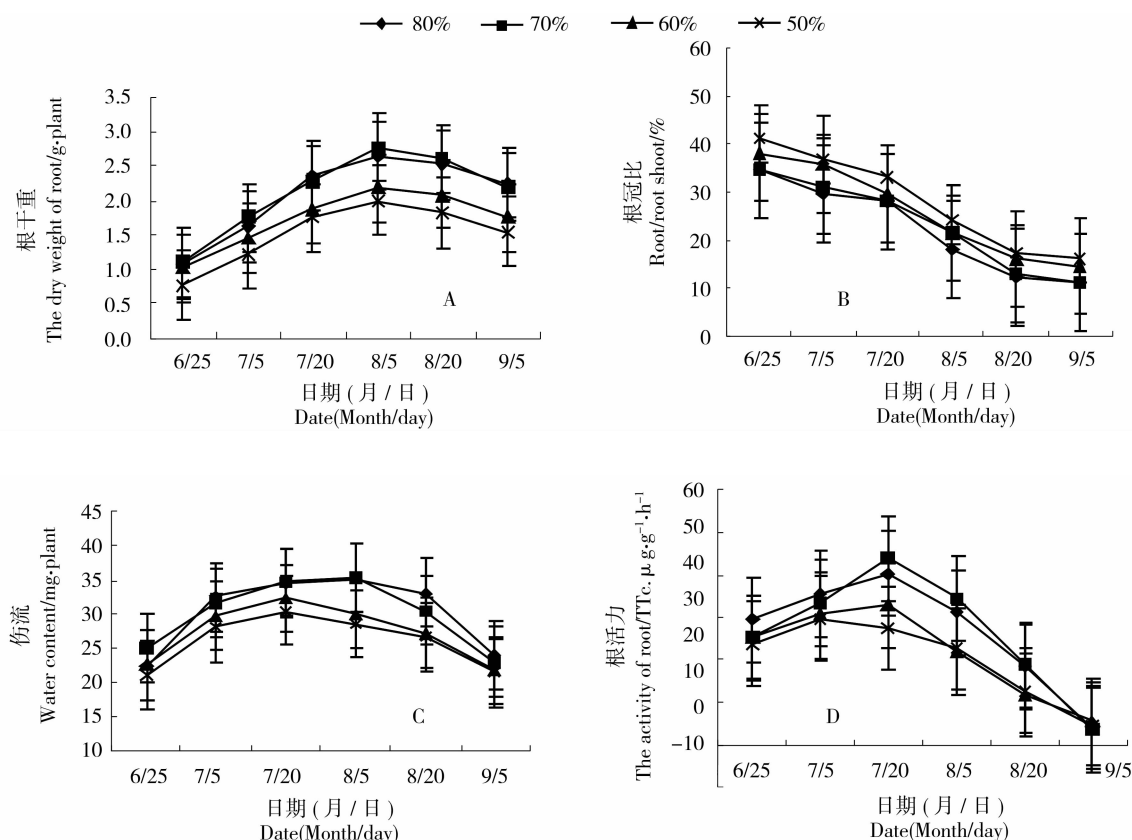 80% 70% 60% 50%
根干重
The dry weight of root/g·plant
3.5
3.0
2.5
2.0
1.5
1.0
0.5
0.0
A
6/25 7/5 7/20 8/5 8/20 9/5
日期(月/日)
Date(Month/day)
根冠比
Root/root shoot/%
60
50
40
30
20
10
0
B
6/25 7/5 7/20 8/5 8/20 9/5
日期(月/日)
Date(Month/day)
伤流
Water content/mg·plant
45
40
35
30
25
20
15
10
C
6/25 7/5 7/20 8/5 8/20 9/5
日期(月/日)
Date(Month/day)
根活力
The activity of root/TTc. μ g·g⁻¹·h⁻¹
60
50
40
30
20
10
0
-10
D
6/25 7/5 7/20 8/5 8/20 9/5
日期(月/日)
Date(Month/day)